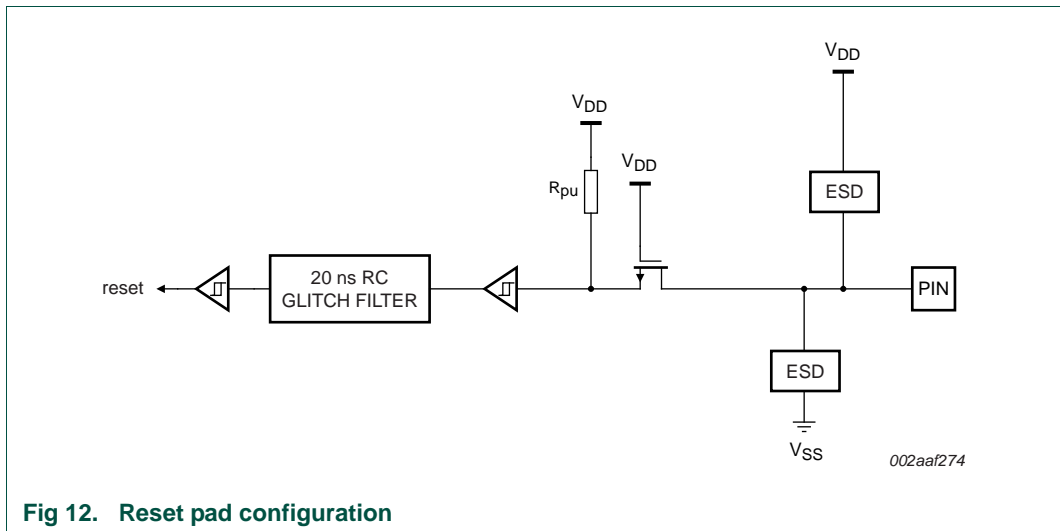 VDD
VDD
VDD
Rpu
ESD
reset
20 ns RC
GLITCH FILTER
PIN
ESD
VSS
002aaf274
Fig 12. Reset pad configuration